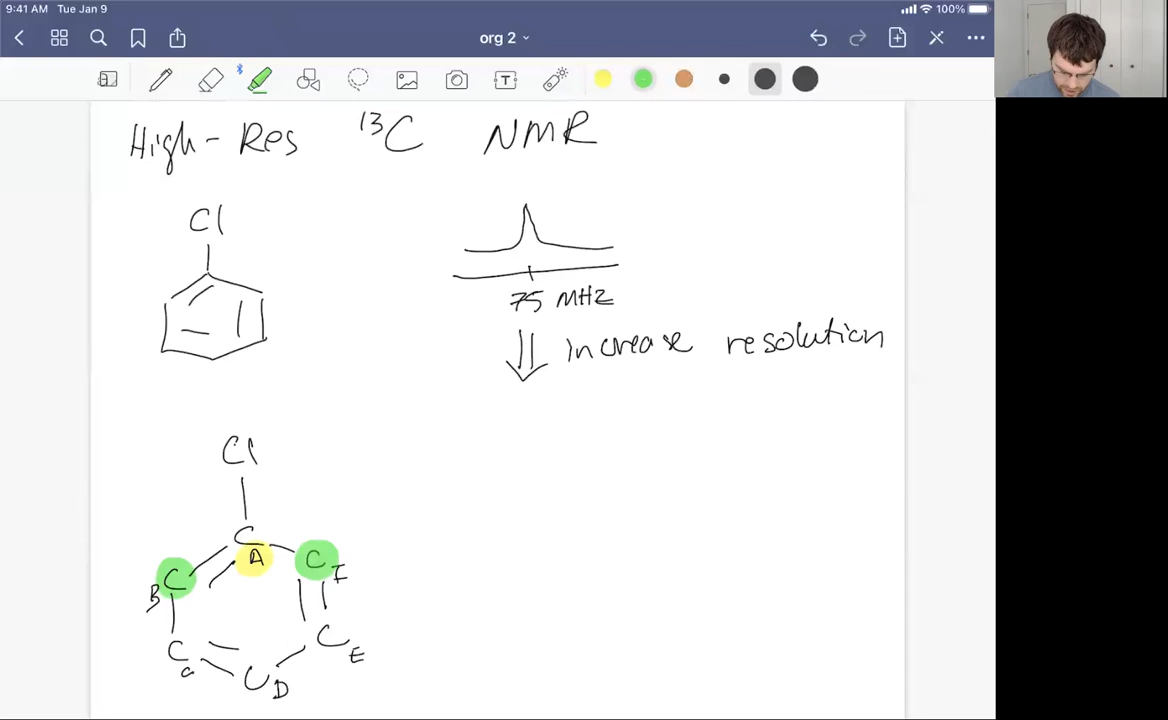 9:41 AM Tue Jan 9
100%
org 2
T
High-Res ¹³C NMR
Cl
75 MHz
increase resolution
Cl
C
A
C
C
B
F
C
C
E
C
C
C
D